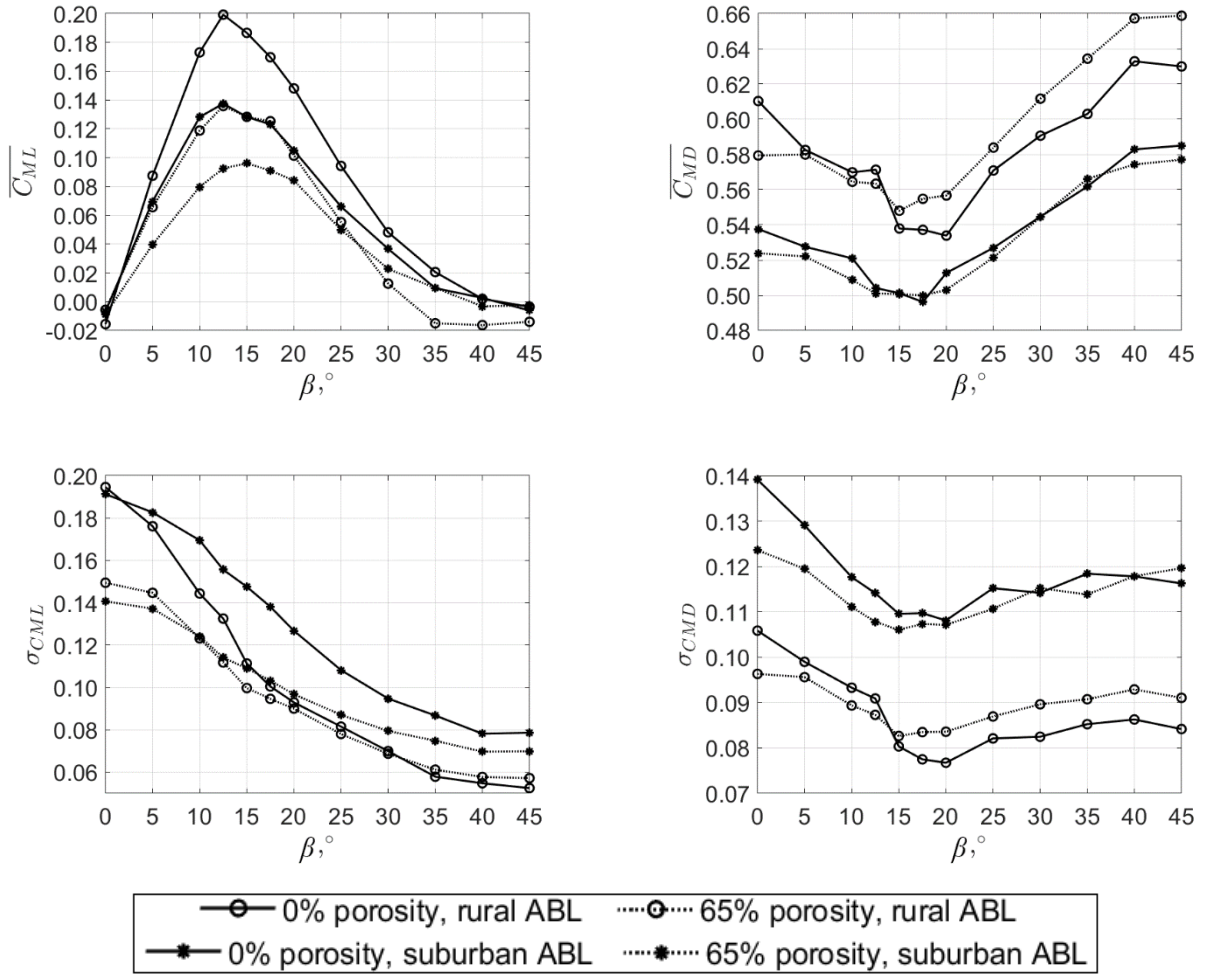 0.20
0.18
0.16
0.14
0.12
0.10
0.08
0.06
0.04
0.02
0.00
-0.02
0 5 10 15 20 25 30 35 40 45
β,°
C_ML
0.66
0.64
0.62
0.60
0.58
0.56
0.54
0.52
0.50
0.48
0 5 10 15 20 25 30 35 40 45
β,°
C_MD
0.20
0.18
0.16
0.14
0.12
0.10
0.08
0.06
0 5 10 15 20 25 30 35 40 45
β,°
σ_CML
0.14
0.13
0.12
0.11
0.10
0.09
0.08
0.07
0 5 10 15 20 25 30 35 40 45
β,°
σ_CMD
0% porosity, rural ABL 65% porosity, rural ABL
0% porosity, suburban ABL 65% porosity, suburban ABL